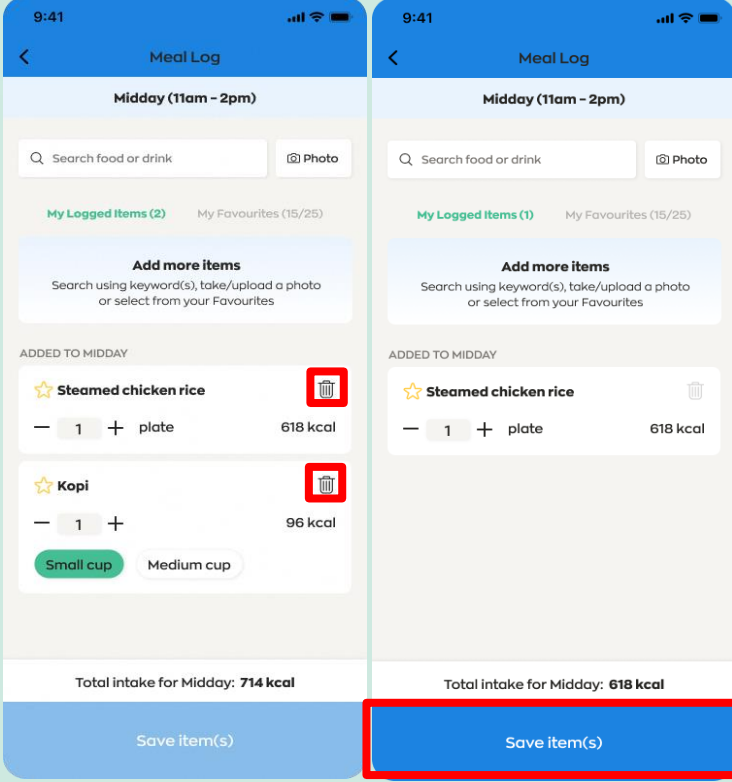 9:41
Meal Log
Midday (11am - 2pm)
Search food or drink
Photo
My Logged Items (2)
My Favourites (15/25)
Add more items
Search using keyword(s), take/upload a photo
or select from your Favourites
ADDED TO MIDDAY
Steamed chicken rice
1 plate
618 kcal
Kopi
1
96 kcal
Small cup
Medium cup
Total intake for Midday: 714 kcal
Save item(s)
9:41
Meal Log
Midday (11am - 2pm)
Search food or drink
Photo
My Logged Items (1)
My Favourites (15/25)
Add more items
Search using keyword(s), take/upload a photo
or select from your Favourites
ADDED TO MIDDAY
Steamed chicken rice
1 plate
618 kcal
Total intake for Midday: 618 kcal
Save item(s)